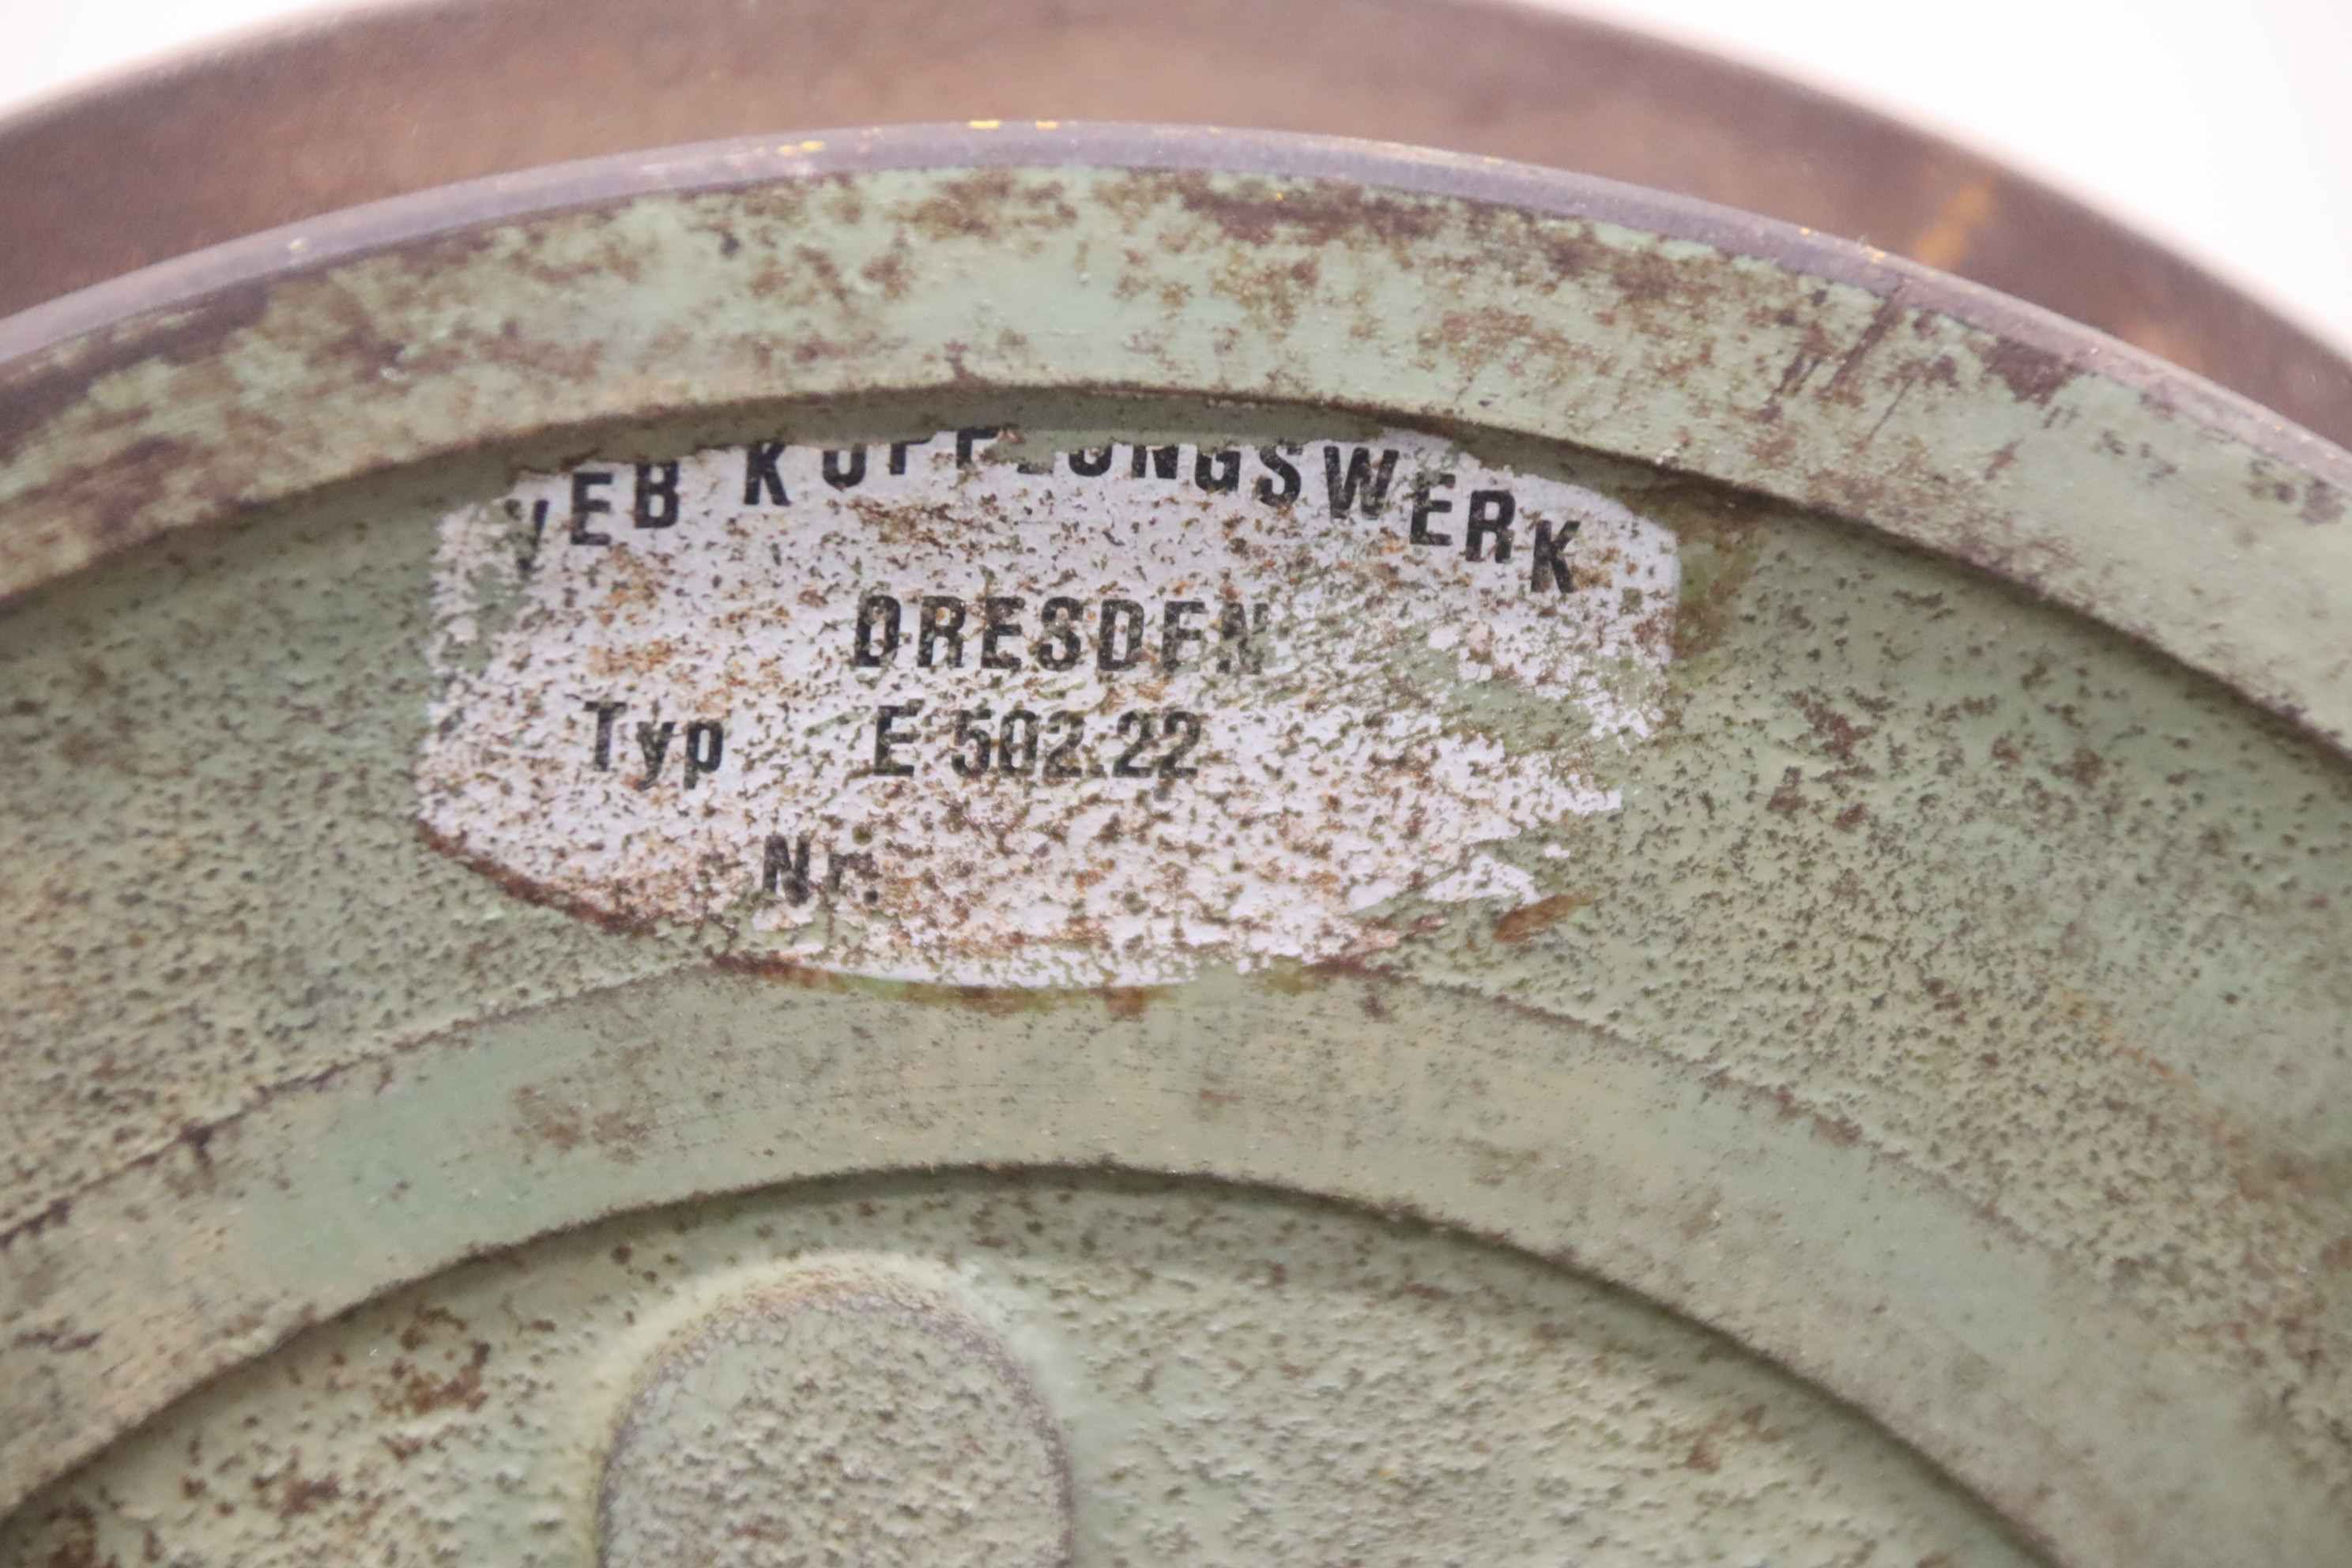 VEB KUPPLUNGSWERK
DRESDEN
Typ E 502.22
Nr.